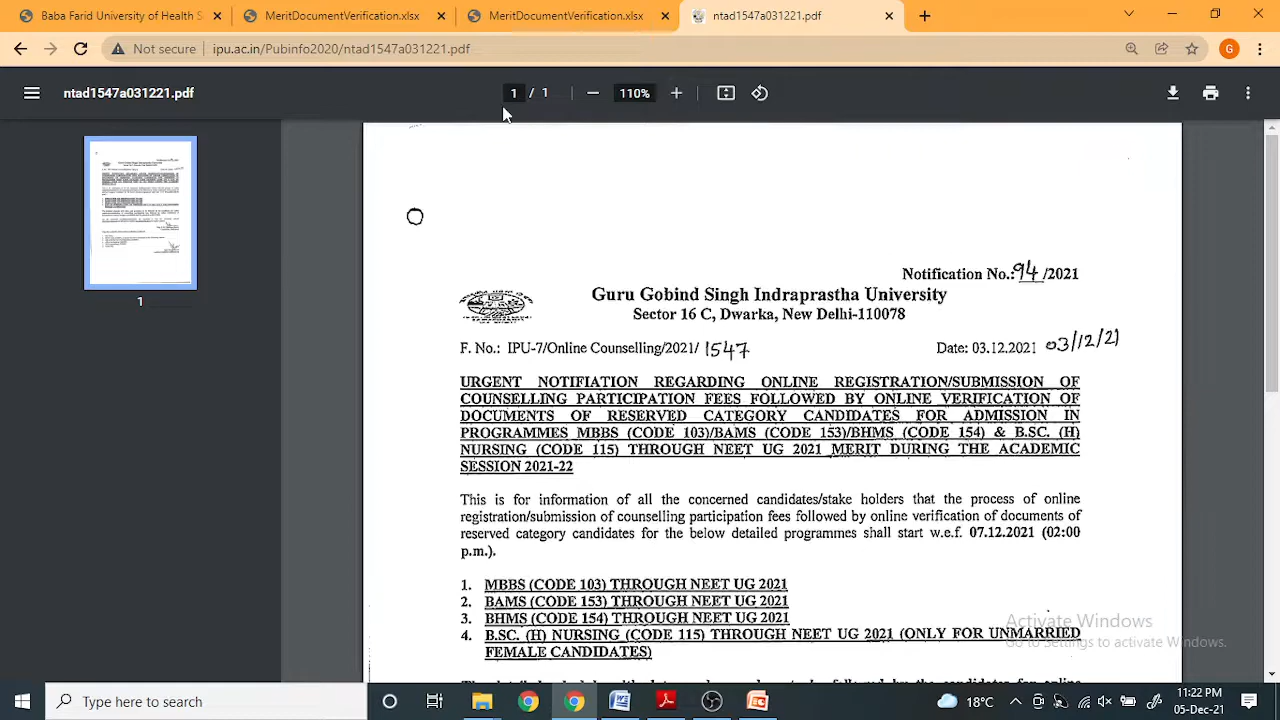 Baba Farid University of Health S
MeritDocumentVerification.xlsx
MeritDocumentVerification.xlsx
ntad1547a031221.pdf
Not secure | ipu.ac.in/Pubinfo2020/ntad1547a031221.pdf
G
ntad1547a031221.pdf
1 / 1
110%
1
Notification No.:94 /2021
Guru Gobind Singh Indraprastha University
Sector 16 C, Dwarka, New Delhi-110078
F. No.: IPU-7/Online Counselling/2021/ 1547
Date: 03.12.2021 03/12/21
URGENT NOTIFIATION REGARDING ONLINE REGISTRATION/SUBMISSION OF
COUNSELLING PARTICIPATION FEES FOLLOWED BY ONLINE VERIFICATION OF
DOCUMENTS OF RESERVED CATEGORY CANDIDATES FOR ADMISSION IN
PROGRAMMES MBBS (CODE 103)/BAMS (CODE 153)/BHMS (CODE 154) & B.SC. (H)
NURSING (CODE 115) THROUGH NEET UG 2021 MERIT DURING THE ACADEMIC
SESSION 2021-22
This is for information of all the concerned candidates/stake holders that the process of online
registration/submission of counselling participation fees followed by online verification of documents of
reserved category candidates for the below detailed programmes shall start w.e.f. 07.12.2021 (02:00
p.m.).
1. MBBS (CODE 103) THROUGH NEET UG 2021
2. BAMS (CODE 153) THROUGH NEET UG 2021
3. BHMS (CODE 154) THROUGH NEET UG 2021
4. B.SC. (H) NURSING (CODE 115) THROUGH NEET UG 2021 (ONLY FOR UNMARRIED
FEMALE CANDIDATES)
Activate Windows
Go to Settings to activate Windows.
Type here to search
18°C
11:22 PM
05-Dec-21